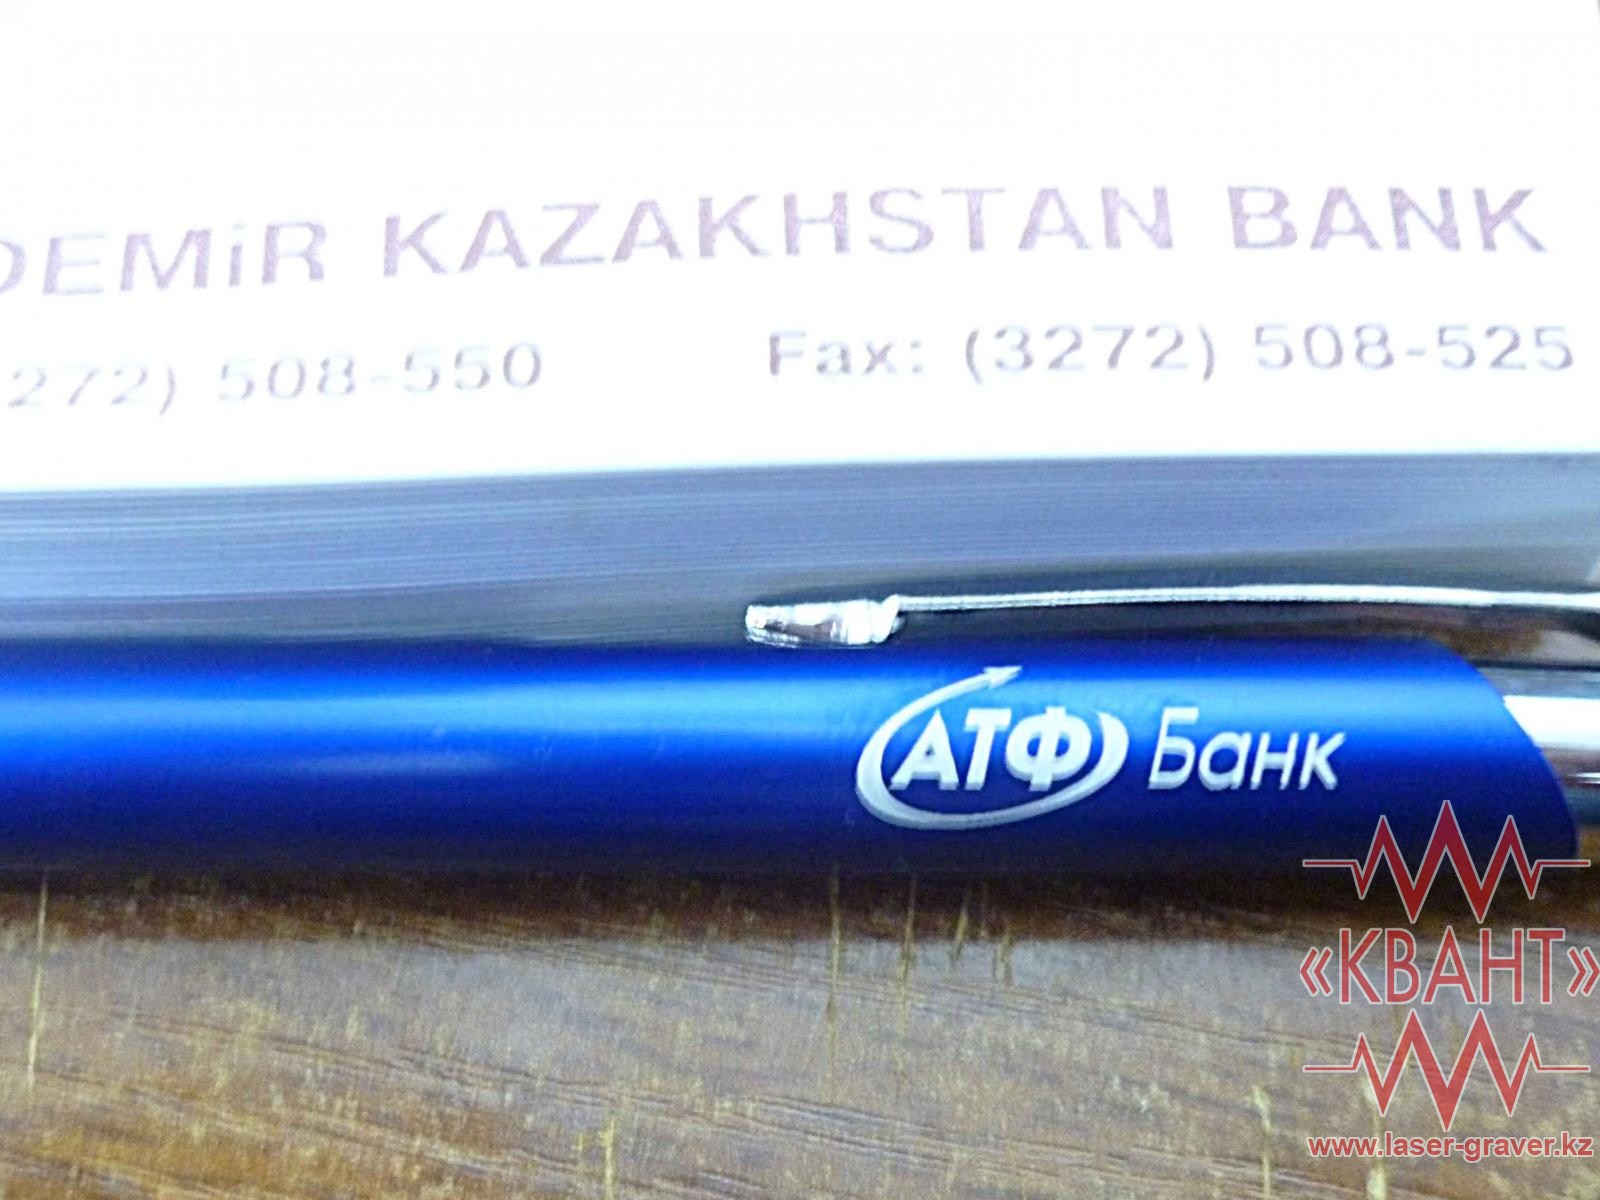 DEMiR KAZAKHSTAN BANK
272) 508-550 Fax: (3272) 508-525
АТФ Банк
«КВАНТ»
www.laser-graver.kz